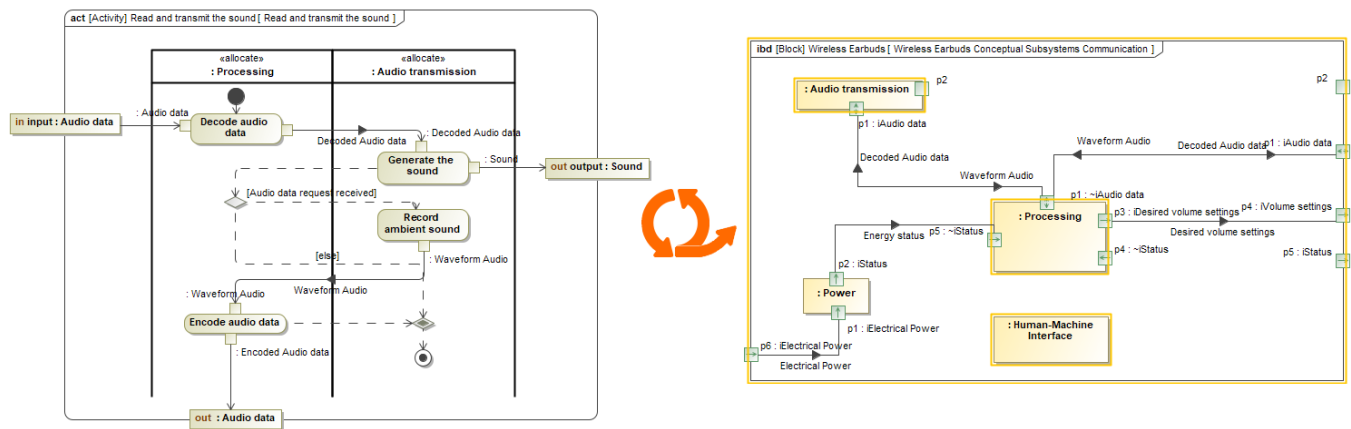 act [Activity] Read and transmit the sound [ Read and transmit the sound ]
«allocate»
: Processing
«allocate»
: Audio transmission
in input : Audio data
: Audio data
Decode audio
data
Decoded Audio data
: Decoded Audio data
Generate the
sound
: Sound
out output : Sound
[Audio data request received]
Record
ambient sound
[else]
: Waveform Audio
Waveform Audio
: Waveform Audio
Encode audio data
: Encoded Audio data
out : Audio data
ibd [Block] Wireless Earbuds [ Wireless Earbuds Conceptual Subsystems Communication ]
: Audio transmission
p2
p2
p1 : iAudio data
Decoded Audio data
Waveform Audio
Waveform Audio
Decoded Audio data
p1 : iAudio data
p1 : ~iAudio data
: Processing
p3 : iDesired volume settings
p4 : iVolume settings
Desired volume settings
Energy status
p5 : ~iStatus
p4 : ~iStatus
p5 : iStatus
p2 : iStatus
: Power
p1 : iElectrical Power
: Human-Machine
Interface
p6 : iElectrical Power
Electrical Power